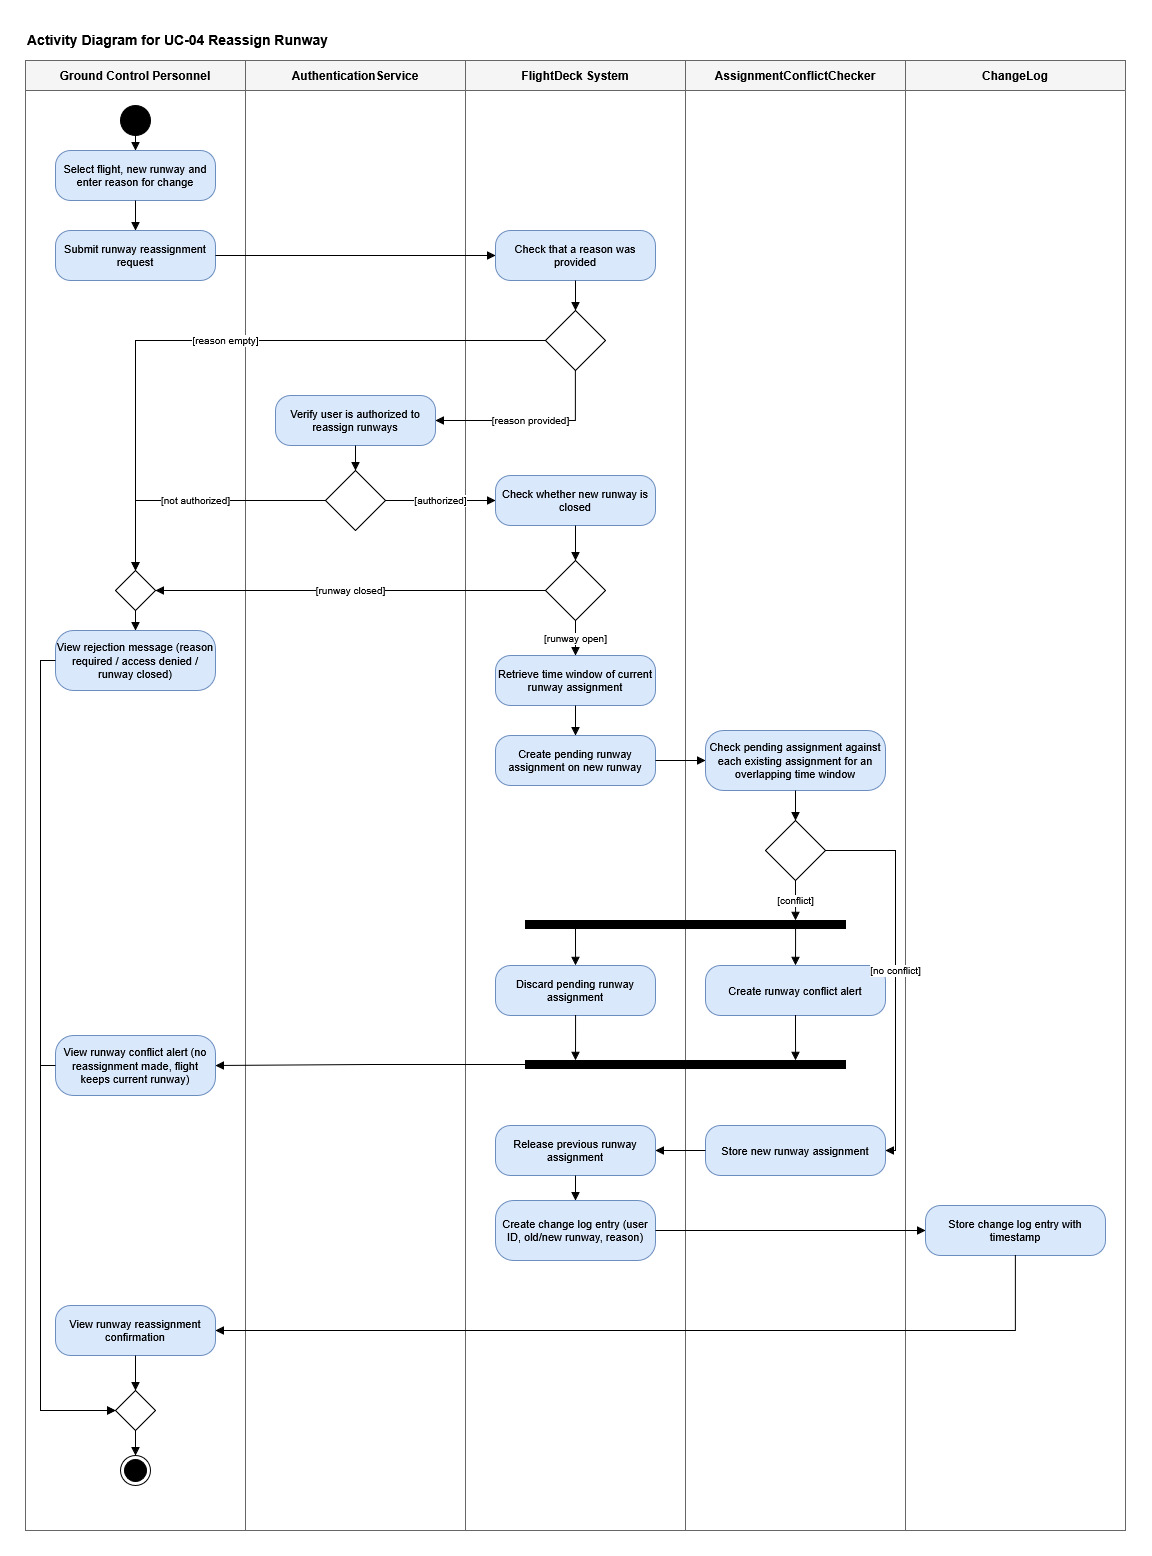 Activity Diagram for UC-04 Reassign Runway
Ground Control Personnel
AuthenticationService
FlightDeck System
AssignmentConflictChecker
ChangeLog
Select flight, new runway and
enter reason for change
Submit runway reassignment
request
Check that a reason was
provided
[reason empty]
Verify user is authorized to
reassign runways
[reason provided]
[not authorized]
[authorized]
Check whether new runway is
closed
[runway closed]
[runway open]
View rejection message (reason
required / access denied /
runway closed)
Retrieve time window of current
runway assignment
Create pending runway
assignment on new runway
Check pending assignment against
each existing assignment for an
overlapping time window
[conflict]
[no conflict]
Discard pending runway
assignment
Create runway conflict alert
View runway conflict alert (no
reassignment made, flight
keeps current runway)
Release previous runway
assignment
Store new runway assignment
Create change log entry (user
ID, old/new runway, reason)
Store change log entry with
timestamp
View runway reassignment
confirmation